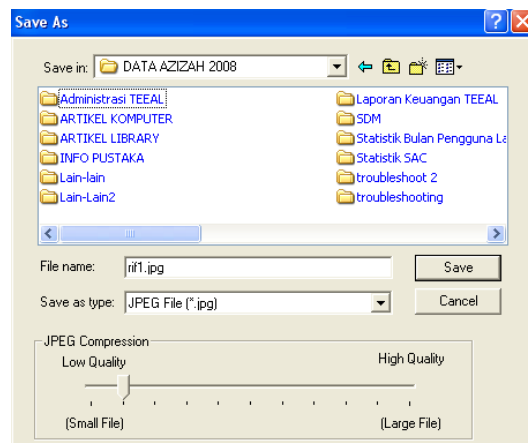 Save As
Save in: DATA AZIZAH 2008
Administrasi TEEAL
ARTIKEL KOMPUTER
ARTIKEL LIBRARY
INFO PUSTAKA
Lain-lain
Lain-Lain2
Laporan Keuangan TEEAL
SDM
Statistik Bulan Pengguna La
Statistik SAC
troubleshoot 2
troubleshooting
File name: rif1.jpg Save
Save as type: JPEG File (*.jpg) Cancel
JPEG Compression
Low Quality High Quality
(Small File) (Large File)